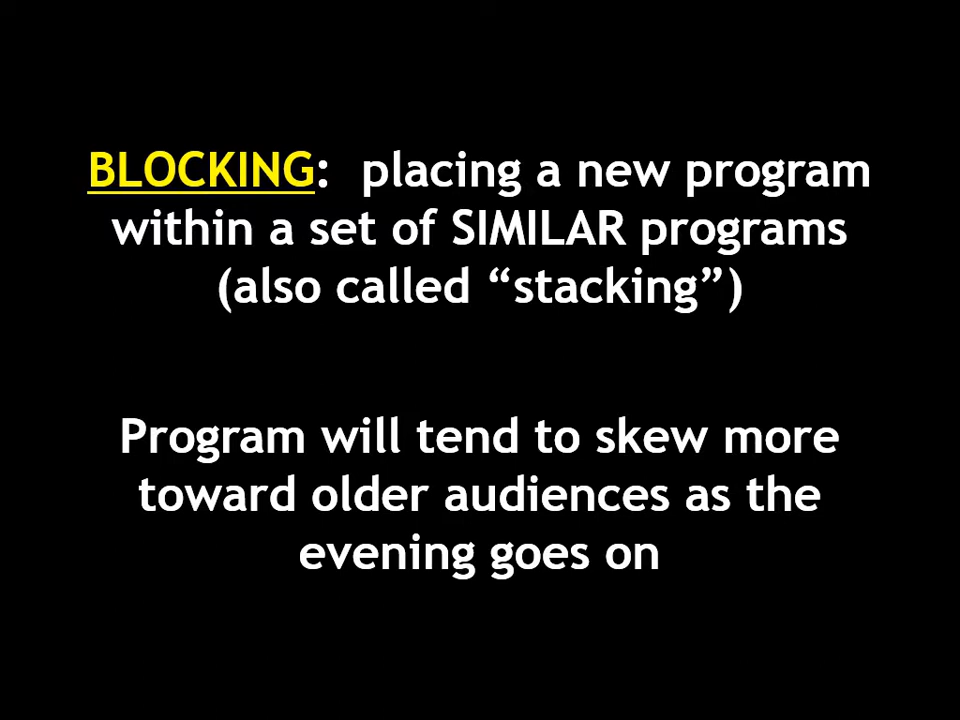 BLOCKING:  placing a new program
within a set of SIMILAR programs
(also called “stacking”)
Program will tend to skew more
toward older audiences as the
evening goes on